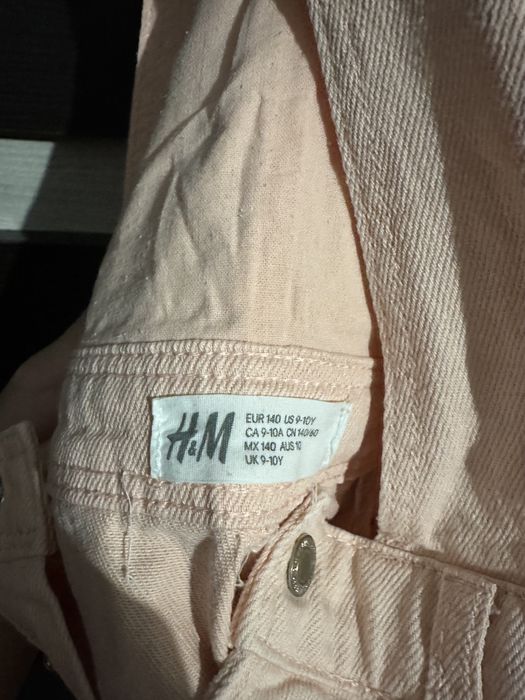 H&M
EUR 140 US 9-10Y
CA 9-10A CN 140/60
MX 140 AUS 10
UK 9-10Y